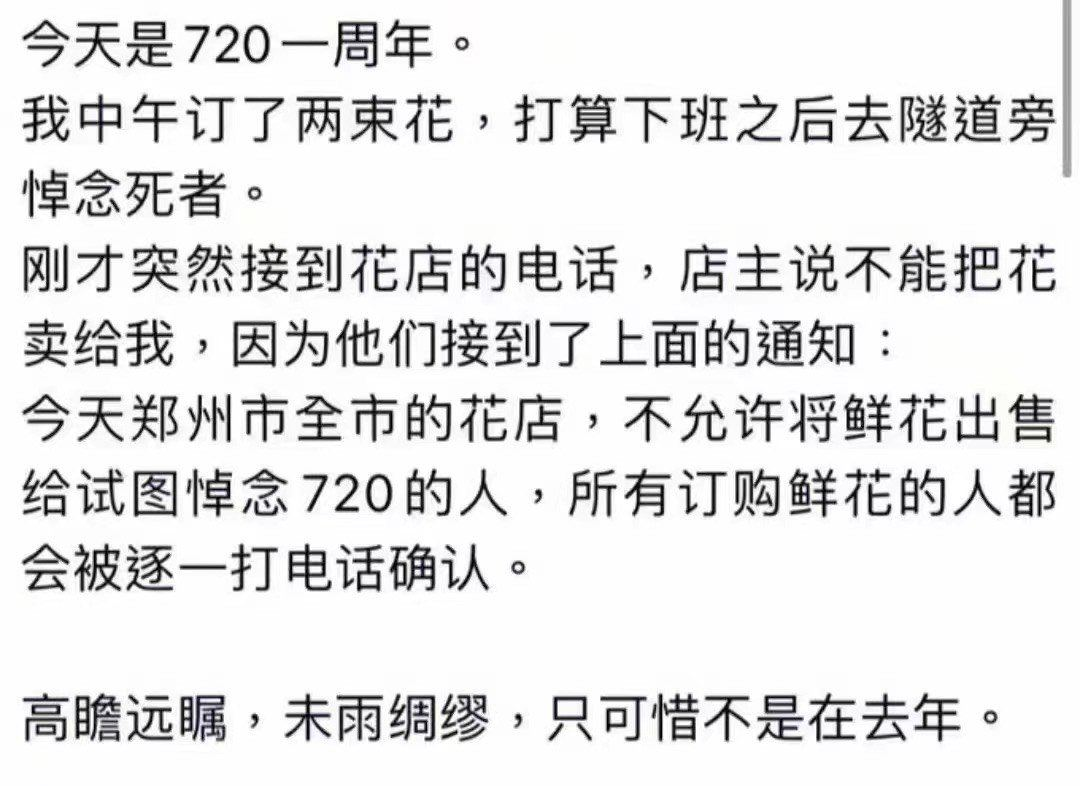 今天是720一周年。
我中午订了两束花，打算下班之后去隧道旁
悼念死者。
刚才突然接到花店的电话，店主说不能把花
卖给我，因为他们接到了上面的通知：
今天郑州市全市的花店，不允许将鲜花出售
给试图悼念720的人，所有订购鲜花的人都
会被逐一打电话确认。
高瞻远瞩，未雨绸缪，只可惜不是在去年。